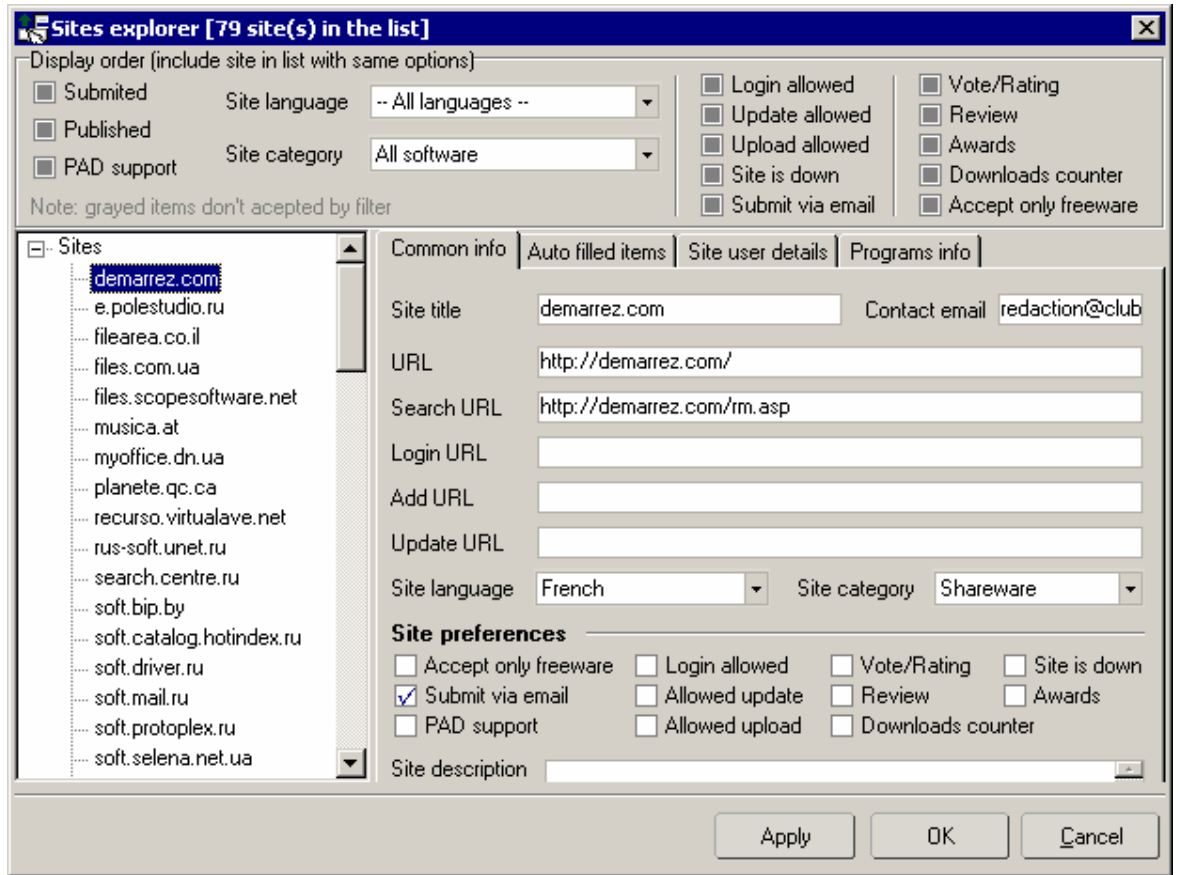 Sites explorer [79 site(s) in the list]
Display order (include site in list with same options)
Submited
Published
PAD support
Site language
-- All languages --
Site category
All software
Note: grayed items don't acepted by filter
Login allowed
Update allowed
Upload allowed
Site is down
Submit via email
Vote/Rating
Review
Awards
Downloads counter
Accept only freeware
Sites
demarrez.com
e.polestudio.ru
filearea.co.il
files.com.ua
files.scopesoftware.net
musica.at
myoffice.dn.ua
planete.qc.ca
recurso.virtualave.net
rus-soft.unet.ru
search.centre.ru
soft.bip.by
soft.catalog.hotindex.ru
soft.driver.ru
soft.mail.ru
soft.protoplex.ru
soft.selena.net.ua
Common info
Auto filled items
Site user details
Programs info
Site title
demarrez.com
Contact email
redaction@club
URL
http://demarrez.com/
Search URL
http://demarrez.com/rm.asp
Login URL
Add URL
Update URL
Site language
French
Site category
Shareware
Site preferences
Accept only freeware
Login allowed
Vote/Rating
Site is down
Submit via email
Allowed update
Review
Awards
PAD support
Allowed upload
Downloads counter
Site description
Apply
OK
Cancel